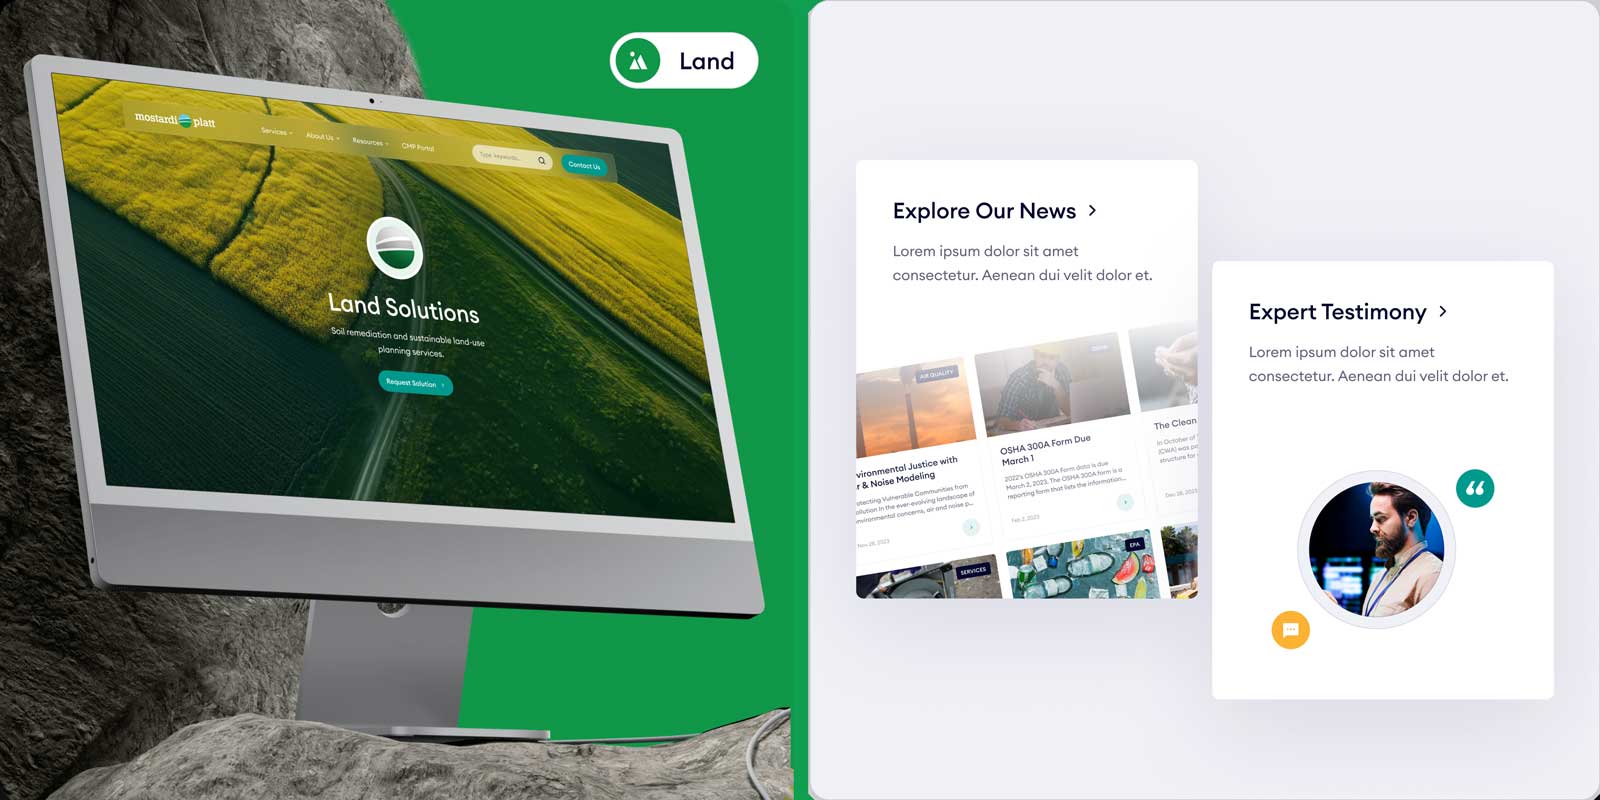 Land
mostardi platt
Services
About Us
Resources
CMP Portal
Type keywords...
Contact Us
Land Solutions
Soil remediation and sustainable land-use
planning services.
Request Solution
Explore Our News
Lorem ipsum dolor sit amet
consectetur. Aenean dui velit dolor et.
AIR QUALITY
vironmental Justice with
r & Noise Modeling
otecting Vulnerable Communities from
ollution In the ever-evolving landscape of
nvironmental concerns, air and noise p...
Nov 28, 2023
OSHA 300A Form Due
March 1
2022's OSHA 300A Form data is due
March 2, 2023. The OSHA 300A form is a
reporting form that lists the information...
Feb 2, 2023
The Clean
In October of
(CWA) was pa
structure for
Dec 28, 2023
SERVICES
EPA
Expert Testimony
Lorem ipsum dolor sit amet
consectetur. Aenean dui velit dolor et.